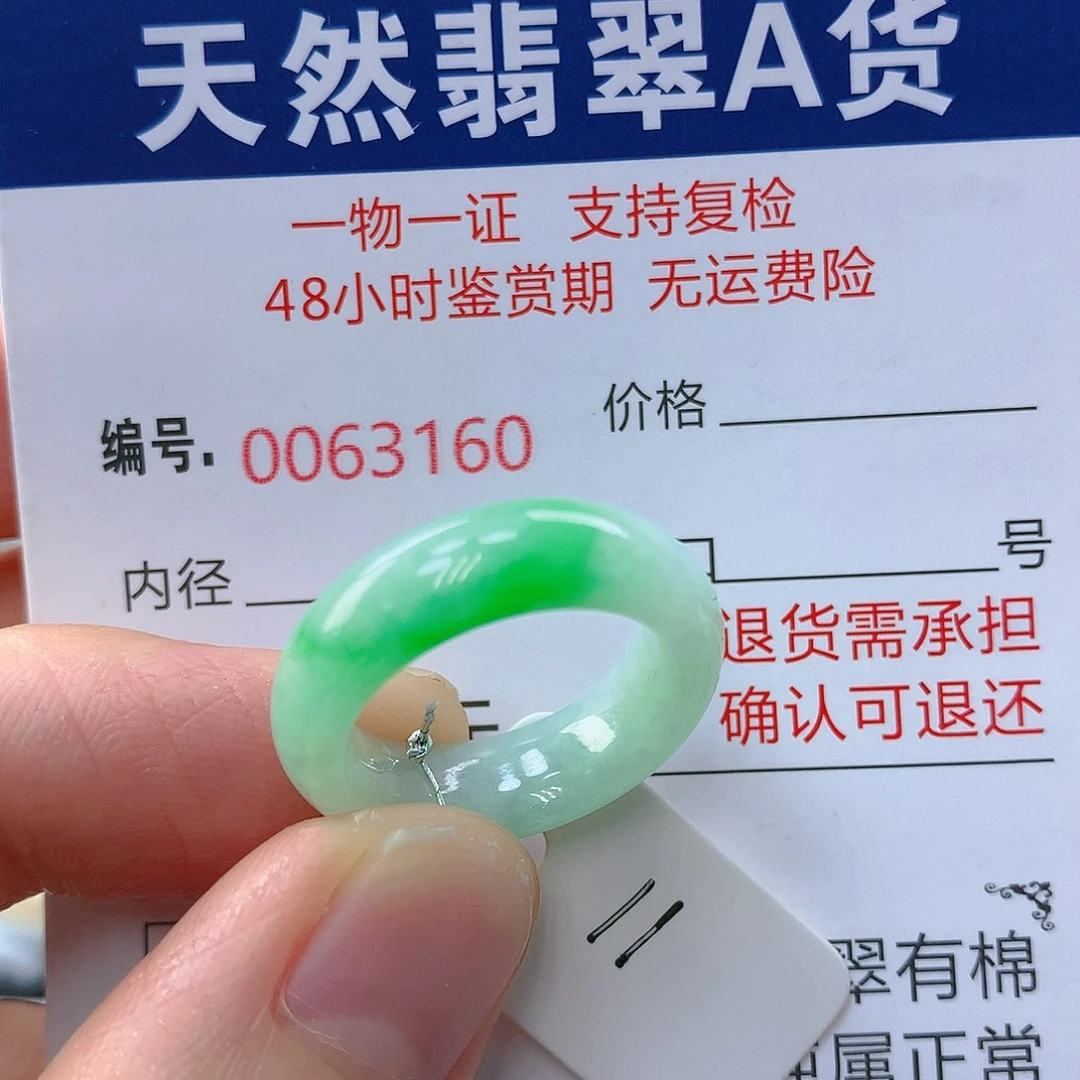 天然翡翠A货
一物一证 支持复检
48小时鉴赏期 无运费险
价格
编号. 0063160
内径 号
退货需承担
确认可退还
11
翠有棉
属正常